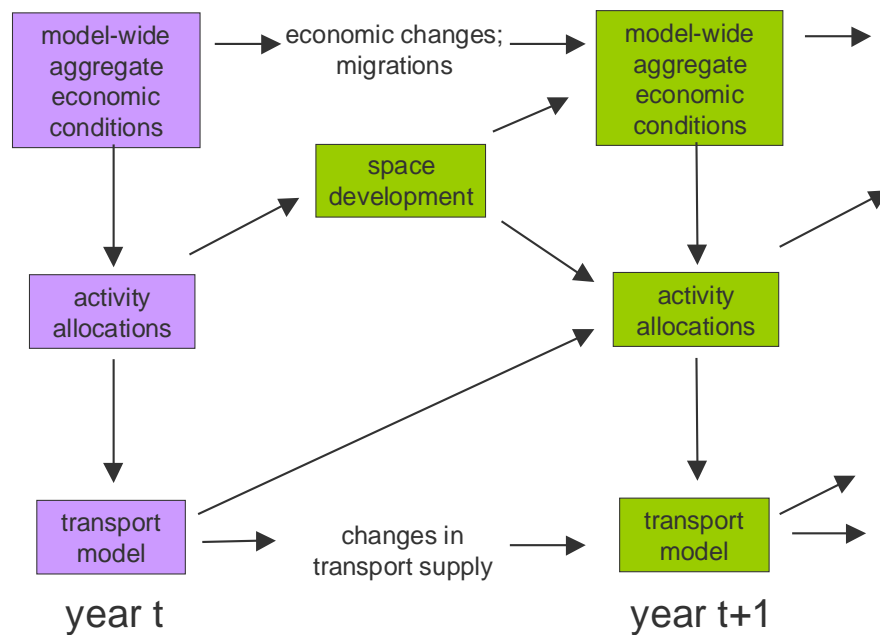 model-wide
aggregate
economic
conditions
economic changes;
migrations
model-wide
aggregate
economic
conditions
space
development
activity
allocations
activity
allocations
transport
model
changes in
transport supply
transport
model
year t
year t+1